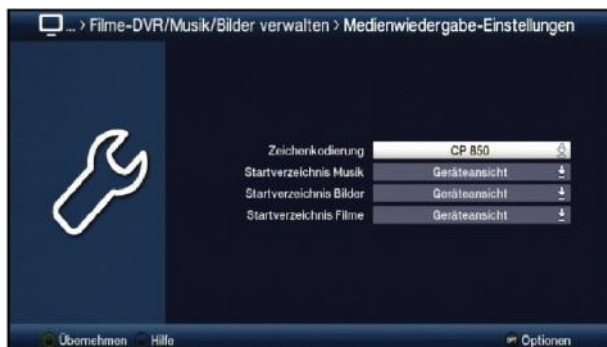 ... > Filme-DVR/Musik/Bilder verwalten > Medienwiedergabe-Einstellungen
Zeichenkodierung CP 850
Startverzeichnis Musik Geräteansicht
Startverzeichnis Bilder Geräteansicht
Startverzeichnis Filme Geräteansicht
Übernehmen Hilfe OPT Optionen